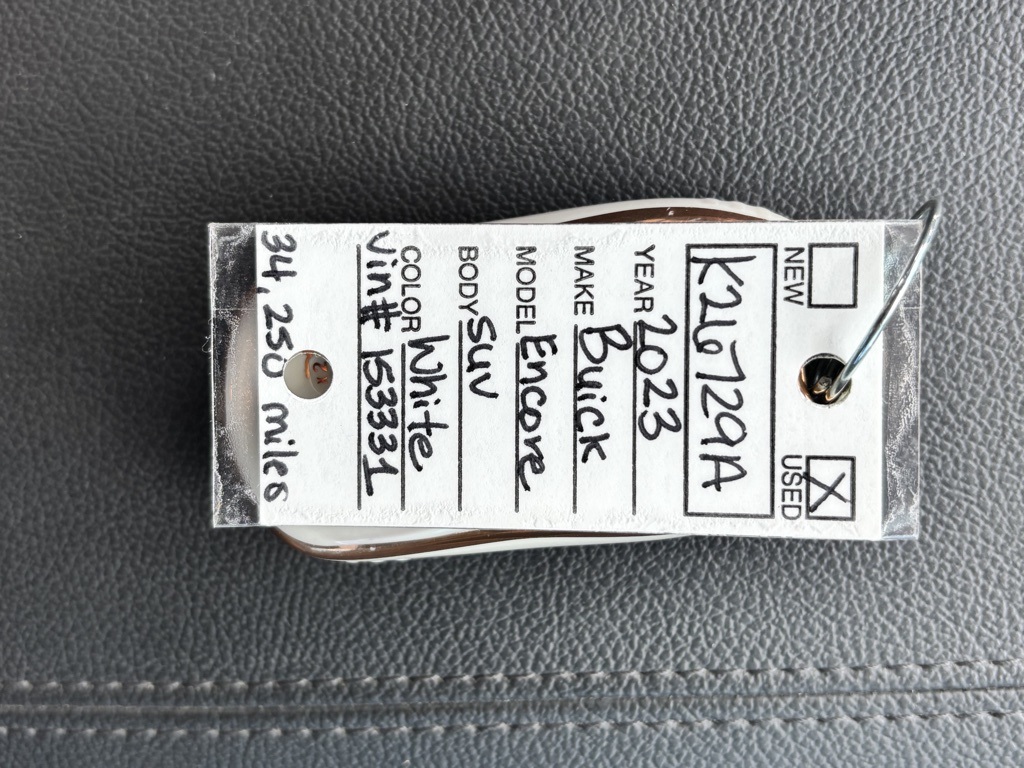 NEW USED X
K26729A
YEAR 2023
MAKE Buick
MODEL Encore
BODY SUV
COLOR White
Vin# 153331
34,250 miles